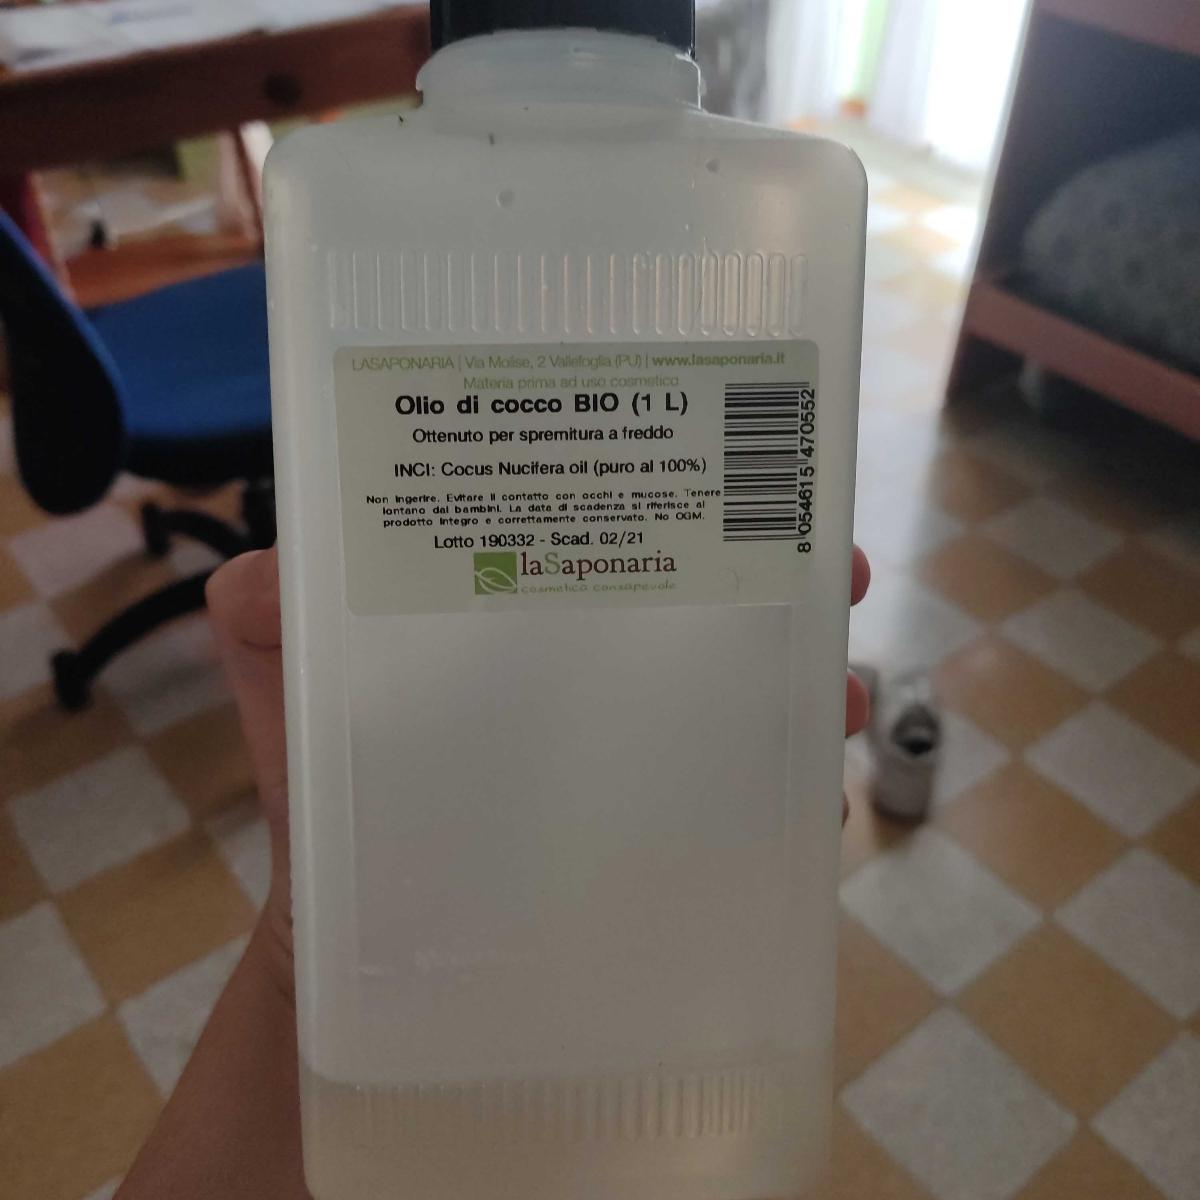 LASAPONARIA | Via Molise, 2 Vallefoglia (PU) | www.lasaponaria.it
Materia prima ad uso cosmetico
Olio di cocco BIO (1 L)
Ottenuto per spremitura a freddo
INCI: Cocus Nucifera oil (puro al 100%)
Non ingerire. Evitare il contatto con occhi e mucose. Tenere
lontano dai bambini. La data di scadenza si riferisce al
prodotto integro e correttamente conservato. No OGM.
Lotto 190332 - Scad. 02/21
laSaponaria
cosmetica consapevole
8 054615 470552